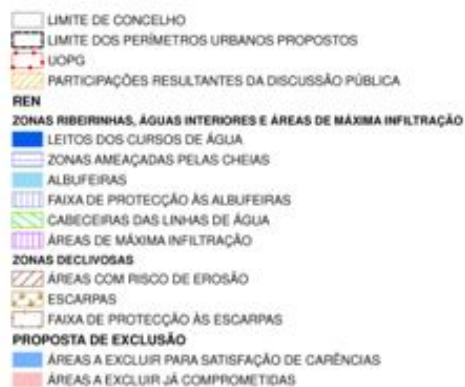 LIMITE DE CONCELHO
LIMITE DOS PERÍMETROS URBANOS PROPOSTOS
UOPG
PARTICIPAÇÕES RESULTANTES DA DISCUSSÃO PÚBLICA
REN
ZONAS RIBEIRINHAS, ÁGUAS INTERIORES E ÁREAS DE MÁXIMA INFILTRAÇÃO
LEITOS DOS CURSOS DE ÁGUA
ZONAS AMEAÇADAS PELAS CHEIAS
ALBUFEIRAS
FAIXA DE PROTECÇÃO ÀS ALBUFEIRAS
CABECEIRAS DAS LINHAS DE ÁGUA
ÁREAS DE MÁXIMA INFILTRAÇÃO
ZONAS DECLIVOSAS
ÁREAS COM RISCO DE EROSÃO
ESCARPAS
FAIXA DE PROTECÇÃO ÀS ESCARPAS
PROPOSTA DE EXCLUSÃO
ÁREAS A EXCLUIR PARA SATISFAÇÃO DE CARÊNCIAS
ÁREAS A EXCLUIR JÁ COMPROMETIDAS